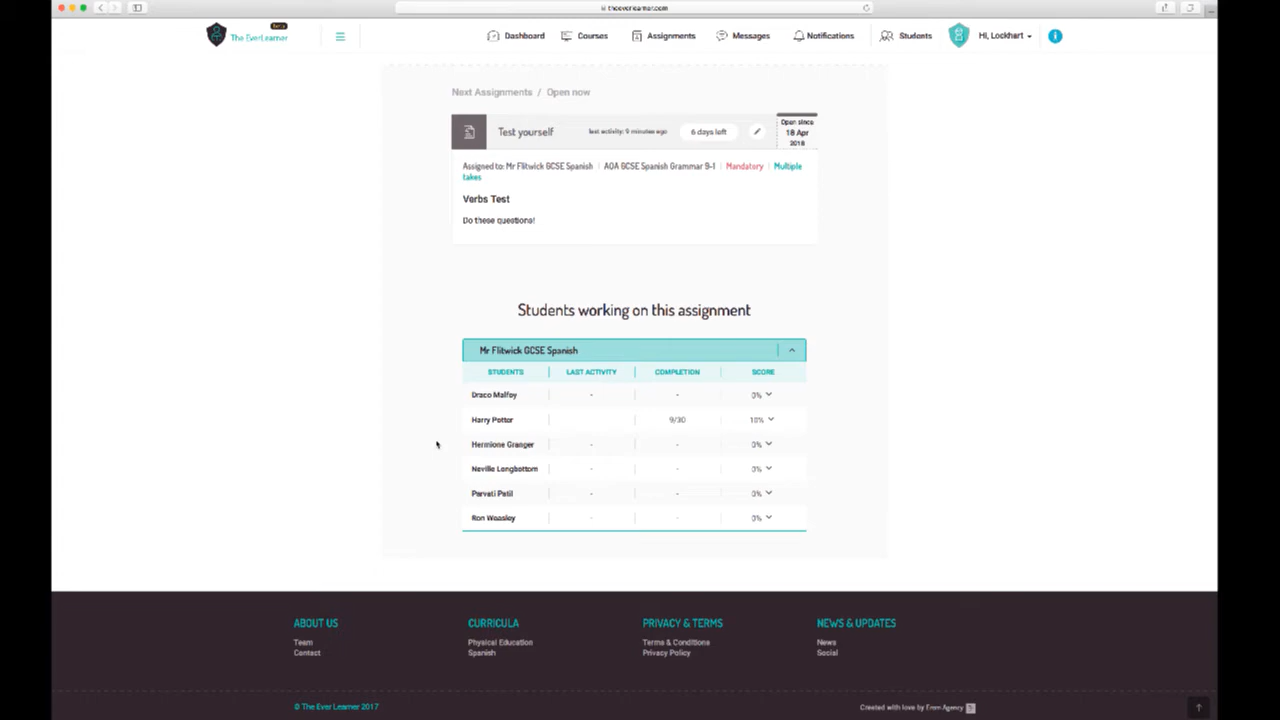 theeverlearner.com
Beta
The EverLearner
Dashboard
Courses
Assignments
Messages
Notifications
Students
Hi, Lockhart
Next Assignments / Open now
Test yourself
last activity: 9 minutes ago
6 days left
Open since
18 Apr
2018
Assigned to: Mr Flitwick GCSE Spanish | AQA GCSE Spanish Grammar 9-1 | Mandatory | Multiple
takes
Verbs Test
Do these questions!
Students working on this assignment
Mr Flitwick GCSE Spanish
STUDENTS LAST ACTIVITY COMPLETION SCORE
Draco Malfoy - - 0%
Harry Potter 9/30 10%
Hermione Granger - - 0%
Neville Longbottom - - 0%
Parvati Patil - - 0%
Ron Weasley - - 0%
ABOUT US
Team
Contact
CURRICULA
Physical Education
Spanish
PRIVACY & TERMS
Terms & Conditions
Privacy Policy
NEWS & UPDATES
News
Social
© The Ever Learner 2017
Created with love by Agency